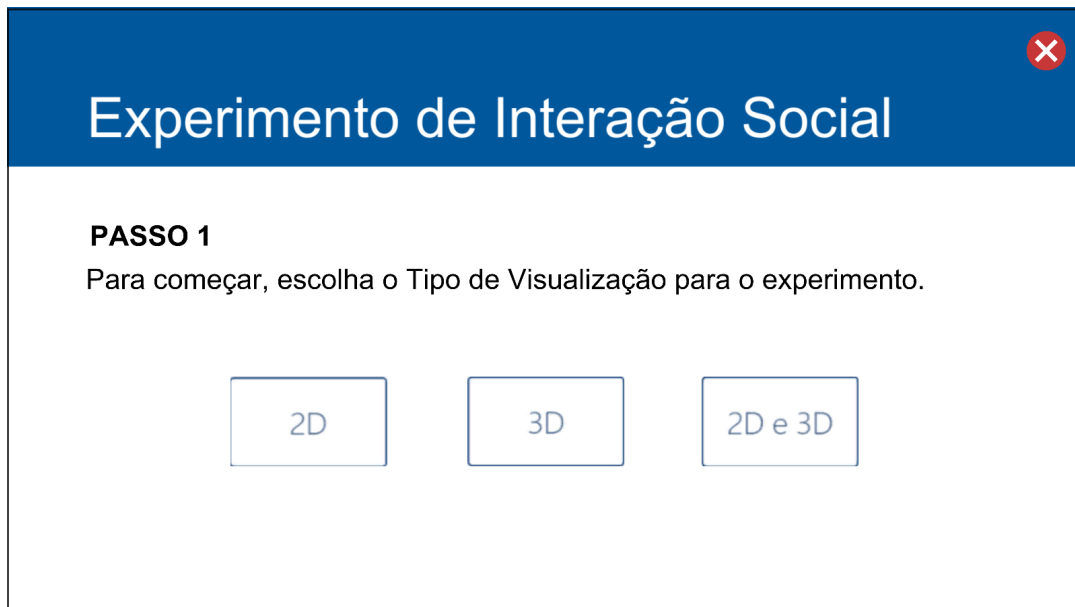 Experimento de Interação Social
PASSO 1
Para começar, escolha o Tipo de Visualização para o experimento.
2D
3D
2D e 3D